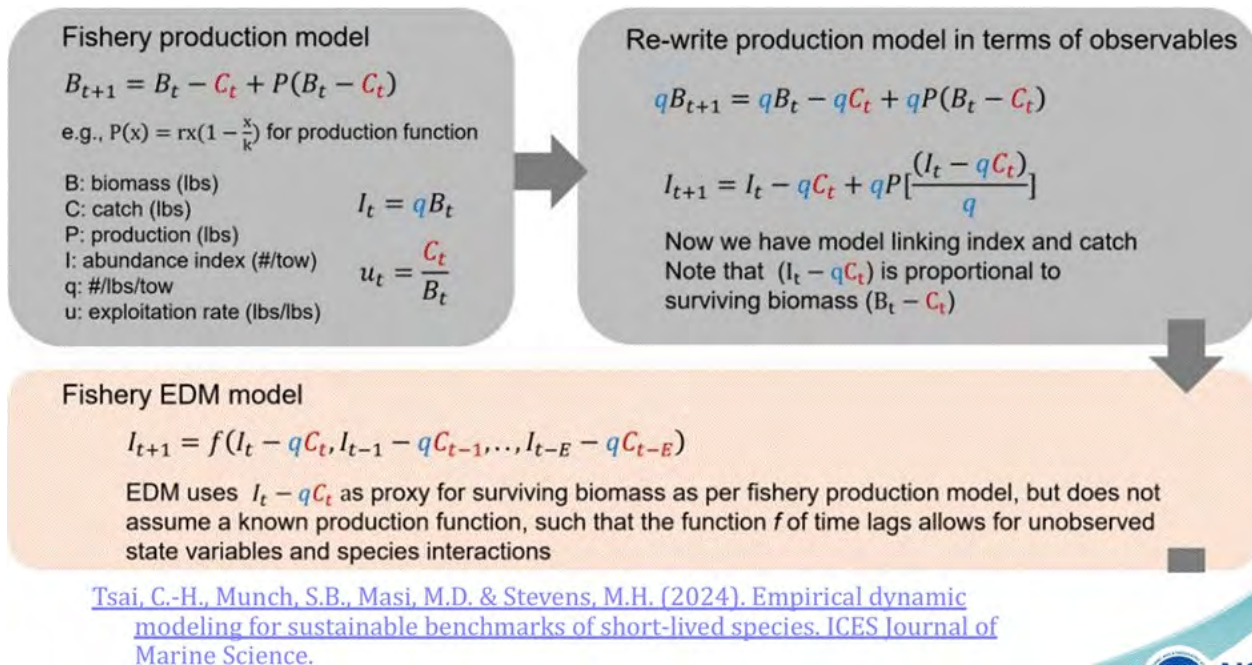 Fishery production model
B_{t+1} = B_t − C_t + P(B_t − C_t)
e.g., P(x) = rx(1 − x/k) for production function
B: biomass (lbs)
C: catch (lbs)
P: production (lbs)
I: abundance index (#/tow)
q: #/lbs/tow
u: exploitation rate (lbs/lbs)
I_t = qB_t
u_t = C_t/B_t
Re-write production model in terms of observables
qB_{t+1} = qB_t − qC_t + qP(B_t − C_t)
I_{t+1} = I_t − qC_t + qP[(I_t − qC_t)/q]
Now we have model linking index and catch
Note that (I_t − qC_t) is proportional to
surviving biomass (B_t − C_t)
Fishery EDM model
I_{t+1} = f(I_t − qC_t, I_{t−1} − qC_{t−1},.., I_{t−E} − qC_{t−E})
EDM uses I_t − qC_t as proxy for surviving biomass as per fishery production model, but does not
assume a known production function, such that the function f of time lags allows for unobserved
state variables and species interactions
Tsai, C.-H., Munch, S.B., Masi, M.D. & Stevens, M.H. (2024). Empirical dynamic
modeling for sustainable benchmarks of short-lived species. ICES Journal of
Marine Science.